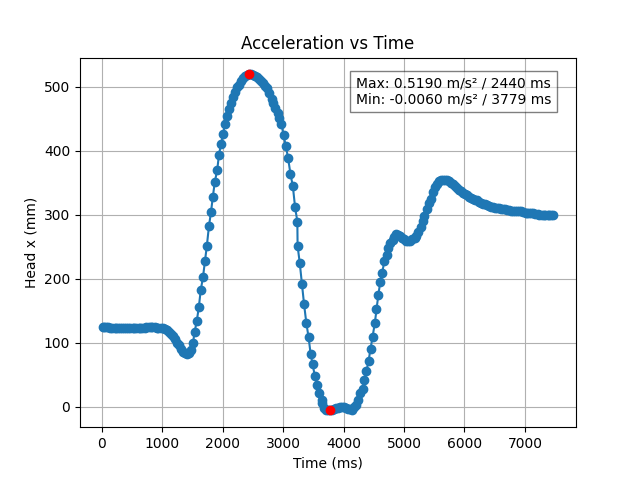 Acceleration vs Time
Max: 0.5190 m/s² / 2440 ms
Min: -0.0060 m/s² / 3779 ms
Head x (mm)
500
400
300
200
100
0
0 1000 2000 3000 4000 5000 6000 7000
Time (ms)